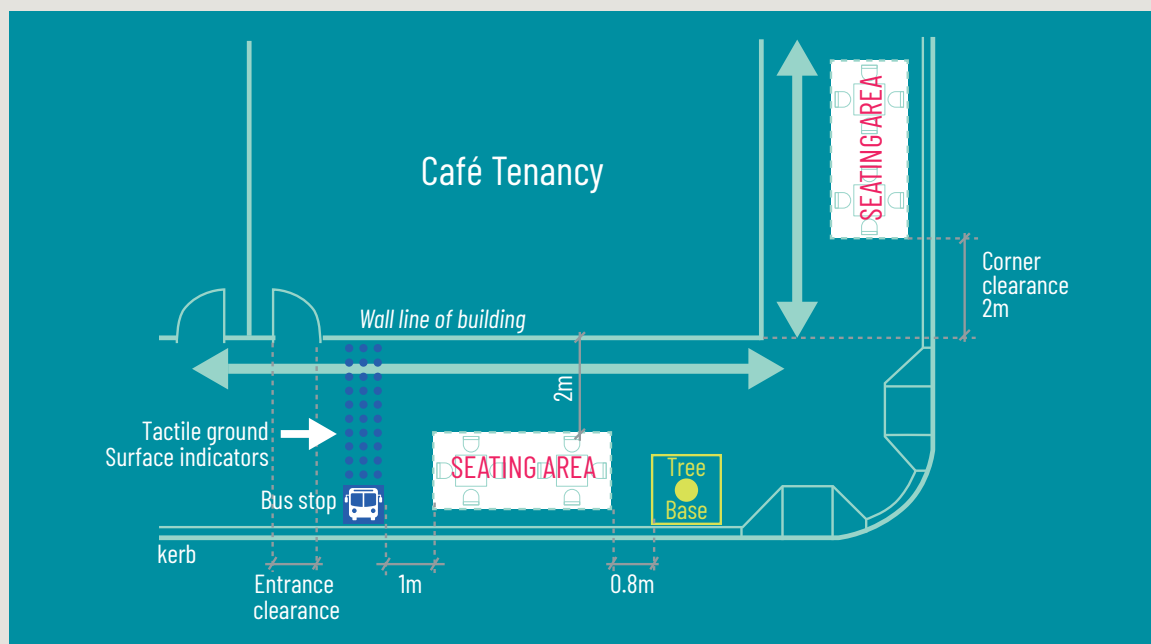 Café Tenancy
SEATING AREA
Corner
clearance
2m
Wall line of building
2m
Tactile ground
Surface indicators
SEATING AREA
Tree
Base
Bus stop
kerb
Entrance
clearance
1m
0.8m